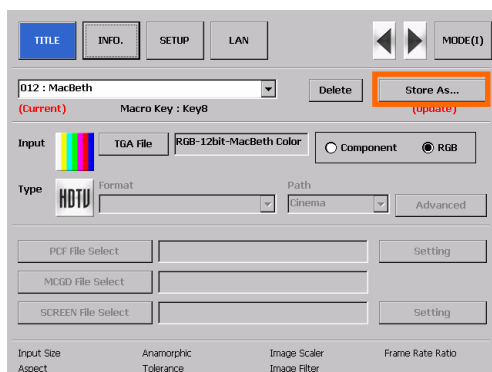 TITLE INFO. SETUP LAN MODE(I)
012 : MacBeth Delete Store As...
(Current) Macro Key : Key8 (Update)
Input TGA File RGB-12bit-MacBeth Color Component RGB
Type HDTV Format Path
Cinema Advanced
PCF File Select Setting
MCGD File Select
SCREEN File Select Setting
Input Size Anamorphic Image Scaler Frame Rate Ratio
Aspect Tolerance Image Filter